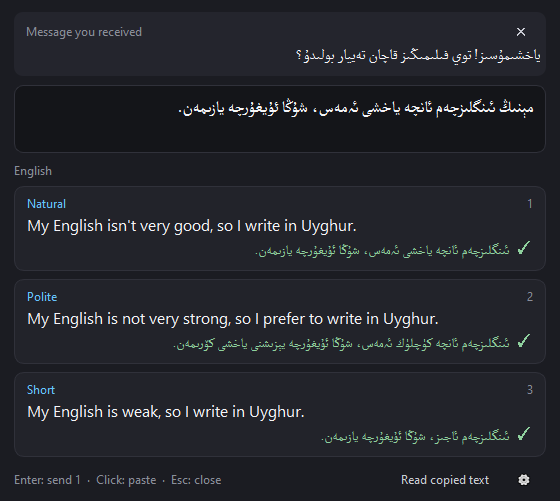 Message you received
ياخشىمۇسىز! توي فىلىمىڭىز قاچان تەييار بولىدۇ؟
مېنىڭ ئىنگلىزچەم ئانچە ياخشى ئەمەس، شۇڭا ئۇيغۇرچە يازىمەن.
English
Natural 1
My English isn't very good, so I write in Uyghur.
ئىنگلىزچەم ئانچە ياخشى ئەمەس، شۇڭا ئۇيغۇرچە يازىمەن. ✓
Polite 2
My English is not very strong, so I prefer to write in Uyghur.
ئىنگلىزچەم ئانچە كۈچلۈك ئەمەس، شۇڭا ئۇيغۇرچە يېزىشنى ياخشى كۆرىمەن. ✓
Short 3
My English is weak, so I write in Uyghur.
ئىنگلىزچەم ئاجىز، شۇڭا ئۇيغۇرچە يازىمەن. ✓
Enter: send 1 · Click: paste · Esc: close Read copied text